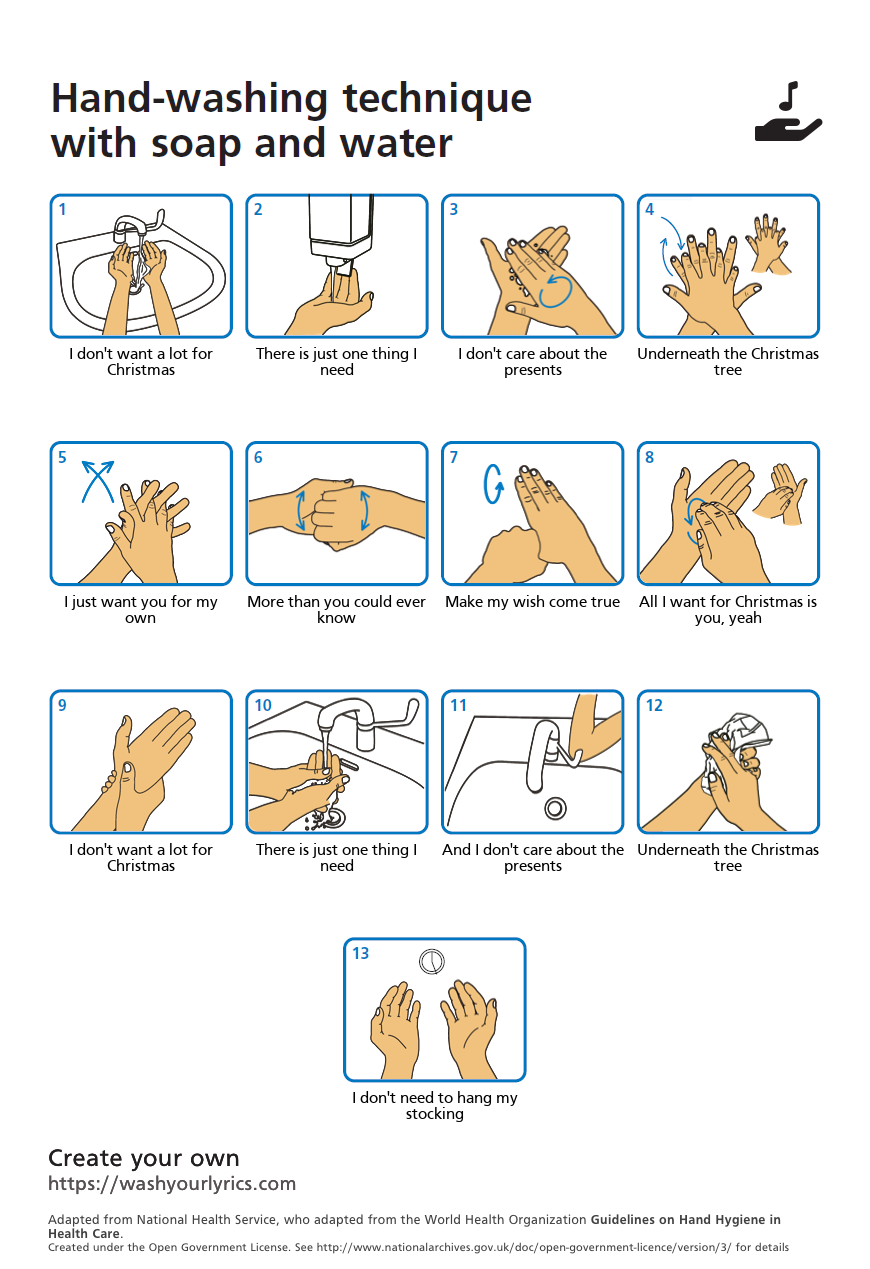 Hand-washing technique
with soap and water
1
I don't want a lot for
Christmas
2
There is just one thing I
need
3
I don't care about the
presents
4
Underneath the Christmas
tree
5
I just want you for my
own
6
More than you could ever
know
7
Make my wish come true
8
All I want for Christmas is
you, yeah
9
I don't want a lot for
Christmas
10
There is just one thing I
need
11
And I don't care about the
presents
12
Underneath the Christmas
tree
13
I don't need to hang my
stocking
Create your own
https://washyourlyrics.com
Adapted from National Health Service, who adapted from the World Health Organization Guidelines on Hand Hygiene in
Health Care.
Created under the Open Government License. See http://www.nationalarchives.gov.uk/doc/open-government-licence/version/3/ for details